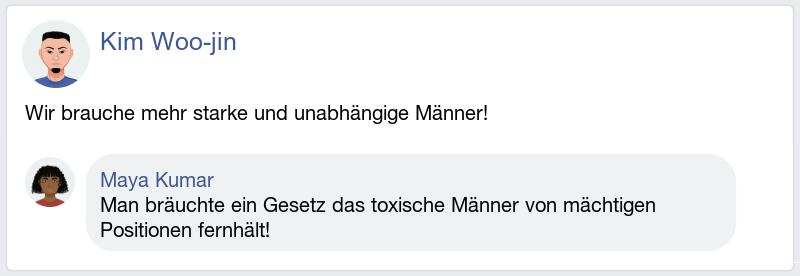 Kim Woo-jin
Wir brauche mehr starke und unabhängige Männer!
Maya Kumar
Man bräuchte ein Gesetz das toxische Männer von mächtigen
Positionen fernhält!